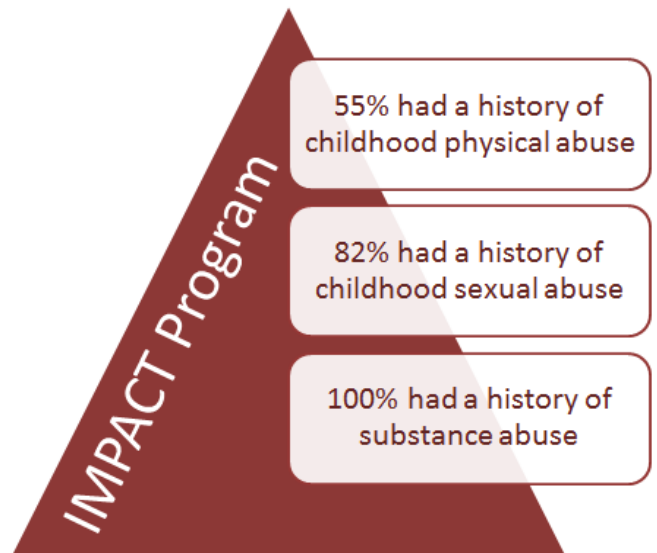 IMPACT Program
55% had a history of
childhood physical abuse
82% had a history of
childhood sexual abuse
100% had a history of
substance abuse